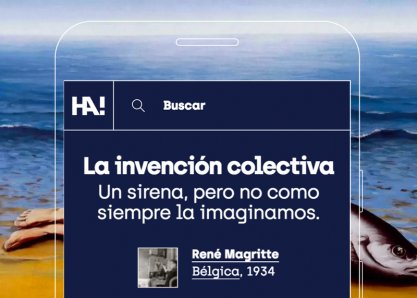 HA!
Buscar
La invención colectiva
Un sirena, pero no como
siempre la imaginamos.
René Magritte
Bélgica, 1934